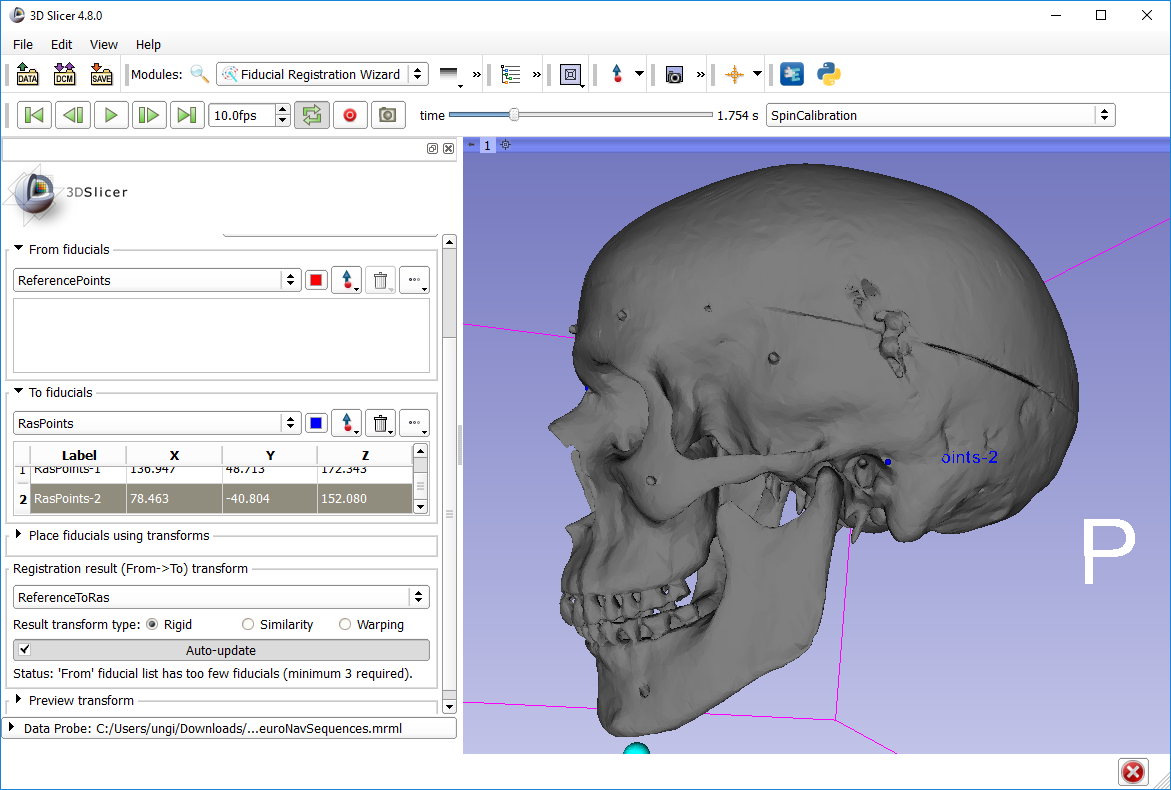 3D Slicer 4.8.0
File Edit View Help
DATA DCM SAVE Modules: Fiducial Registration Wizard » » »
10.0fps time 1.754 s SpinCalibration
1
3DSlicer
From fiducials
ReferencePoints
To fiducials
RasPoints
Label X Y Z
1 RasPoints-1 136.947 48.713 172.343
2 RasPoints-2 78.463 -40.804 152.080
oints-2
P
Place fiducials using transforms
Registration result (From->To) transform
ReferenceToRas
Result transform type: Rigid Similarity Warping
Auto-update
Status: 'From' fiducial list has too few fiducials (minimum 3 required).
Preview transform
Data Probe: C:/Users/ungi/Downloads/...euroNavSequences.mrml